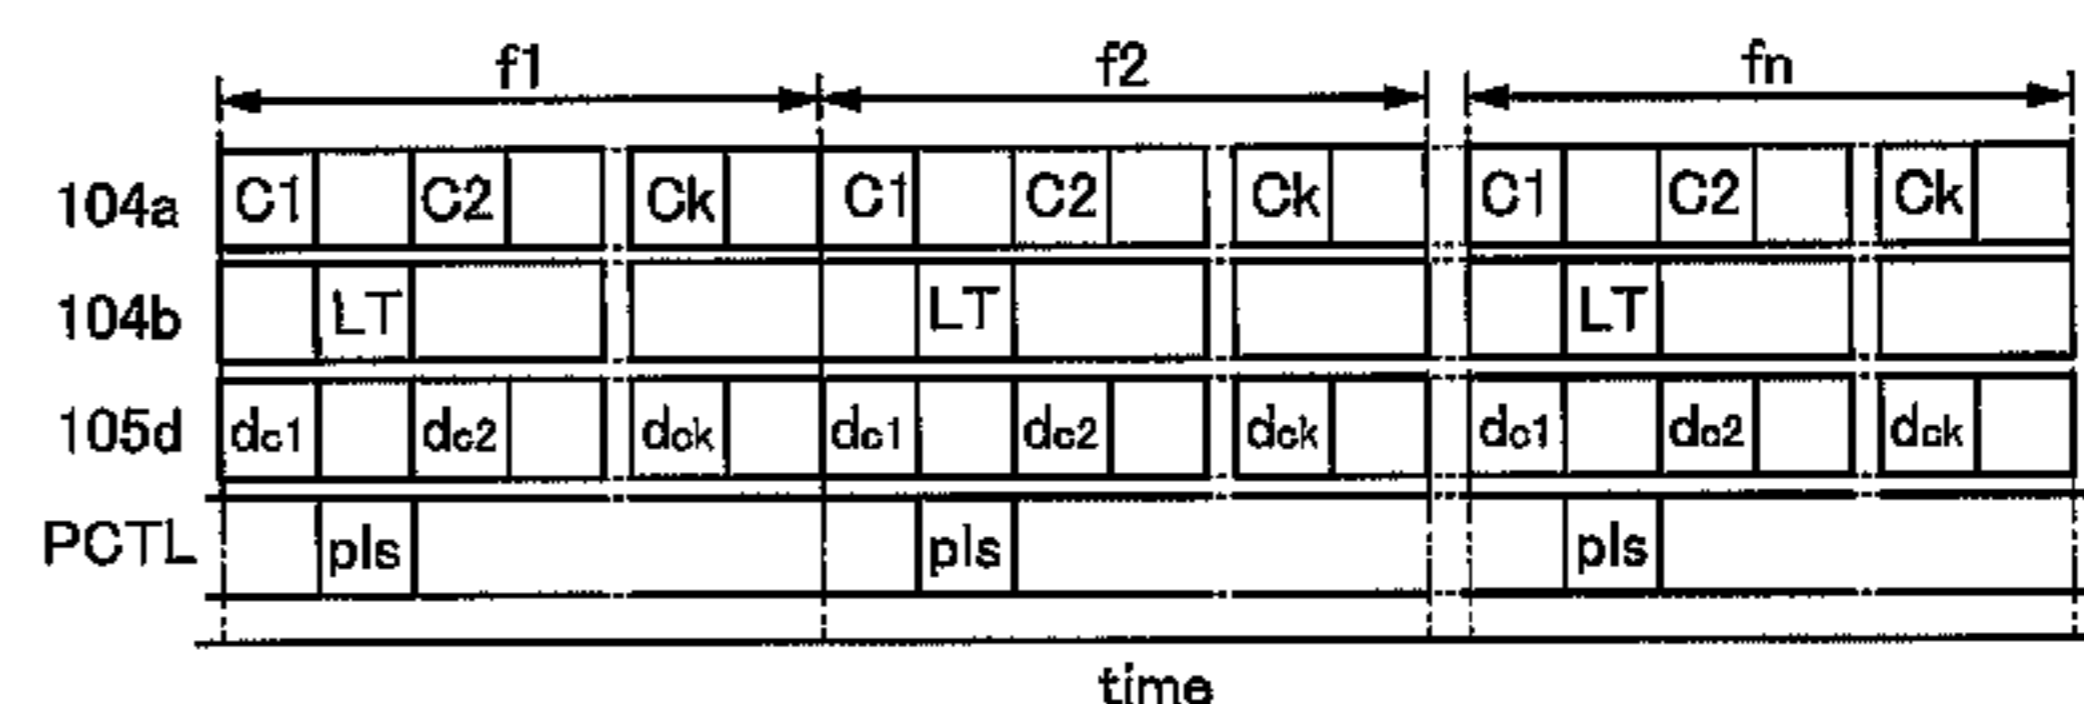 f1 f2 fn
104a C1 C2 Ck C1 C2 Ck C1 C2 Ck
104b LT LT LT
105d dc1 dc2 dck dc1 dc2 dck dc1 dc2 dck
PCTL pls pls pls
time